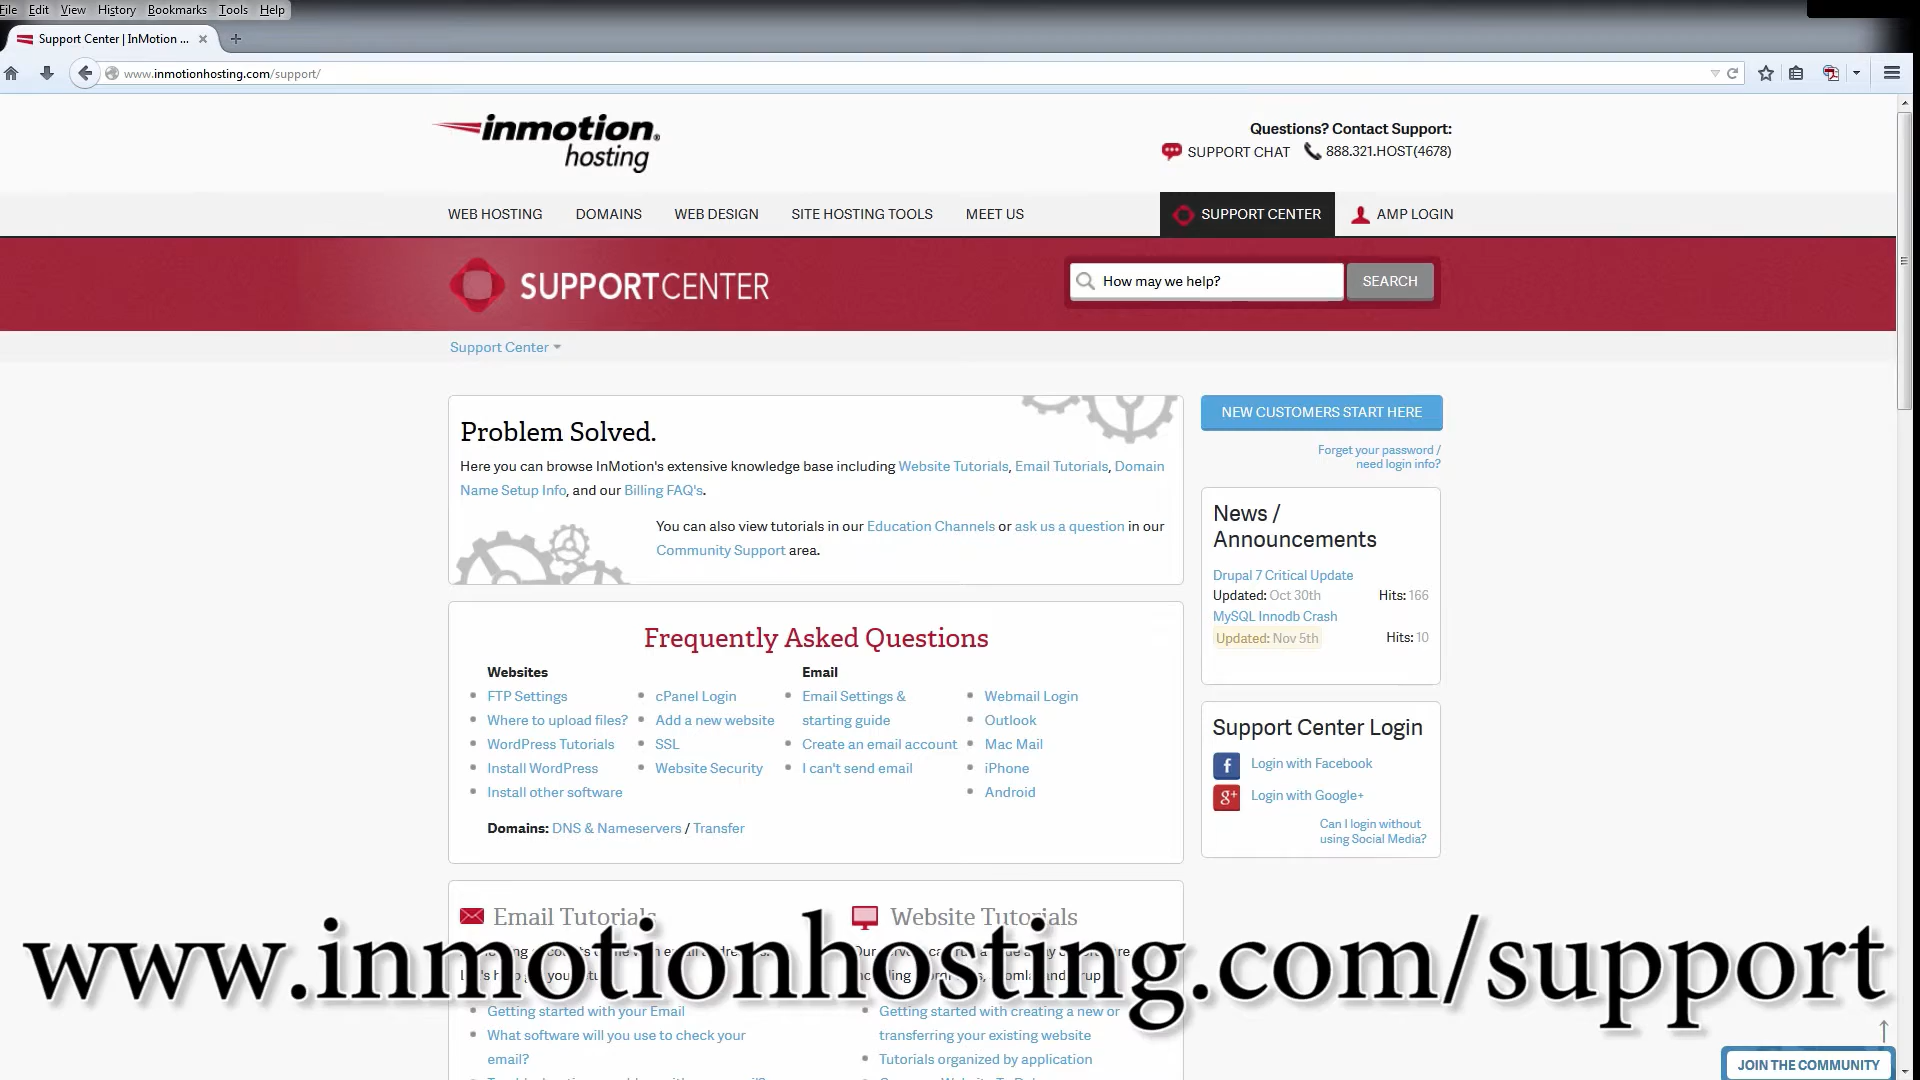 File Edit View History Bookmarks Tools Help
Support Center | InMotion ...
www.inmotionhosting.com/support/
inmotion
hosting
Questions? Contact Support:
SUPPORT CHAT 888.321.HOST(4678)
WEB HOSTING DOMAINS WEB DESIGN SITE HOSTING TOOLS MEET US SUPPORT CENTER AMP LOGIN
SUPPORTCENTER
How may we help? SEARCH
Support Center
Problem Solved.
Here you can browse InMotion's extensive knowledge base including Website Tutorials, Email Tutorials, Domain
Name Setup Info, and our Billing FAQ's.
You can also view tutorials in our Education Channels or ask us a question in our
Community Support area.
NEW CUSTOMERS START HERE
Forget your password /
need login info?
News /
Announcements
Drupal 7 Critical Update
Updated: Oct 30th Hits: 166
MySQL Innodb Crash
Updated: Nov 5th Hits: 10
Frequently Asked Questions
Websites
FTP Settings
Where to upload files?
WordPress Tutorials
Install WordPress
Install other software
cPanel Login
Add a new website
SSL
Website Security
Email
Email Settings &
starting guide
Create an email account
I can't send email
Webmail Login
Outlook
Mac Mail
iPhone
Android
Domains: DNS & Nameservers / Transfer
Support Center Login
f Login with Facebook
g+ Login with Google+
Can I login without
using Social Media?
Email Tutorials
Website Tutorials
www.inmotionhosting.com/support
Getting started with your Email
What software will you use to check your
email?
Getting started with creating a new or
transferring your existing website
Tutorials organized by application
JOIN THE COMMUNITY